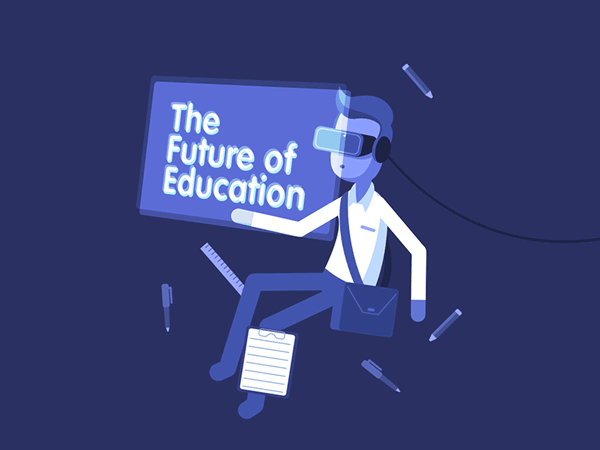 The
Future of
Education